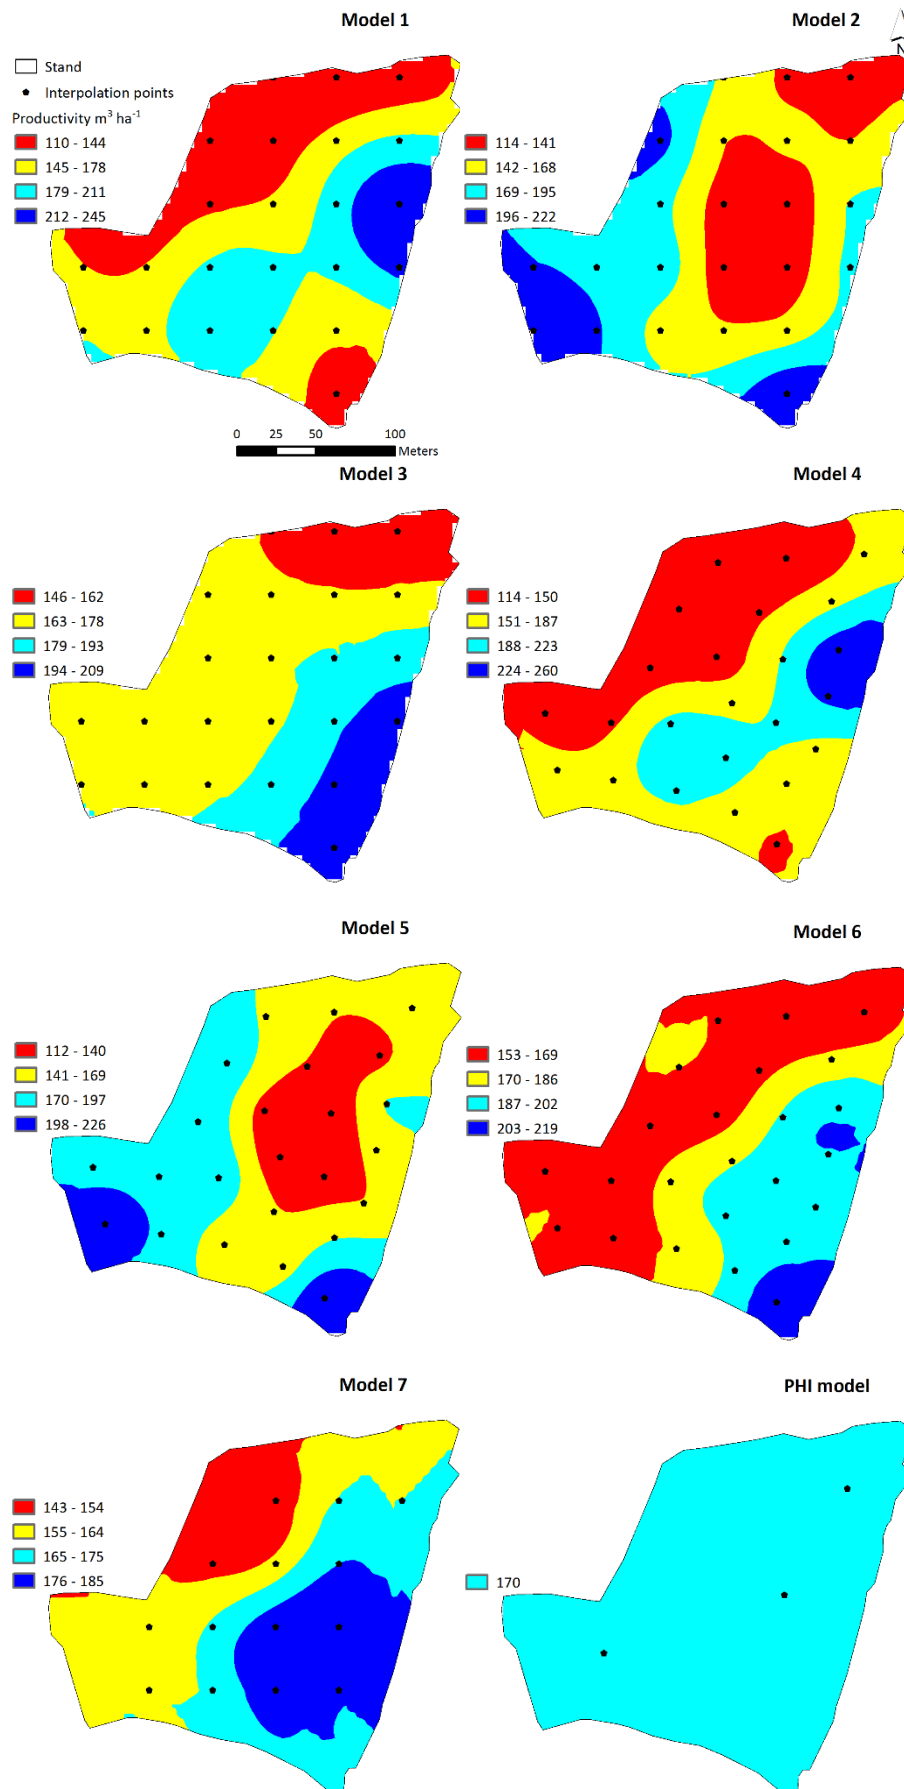 Model 1
Model 2
N
Stand
Interpolation points
Productivity m³ ha⁻¹
110 - 144
145 - 178
179 - 211
212 - 245
114 - 141
142 - 168
169 - 195
196 - 222
0 25 50 100
Meters
Model 3
Model 4
146 - 162
163 - 178
179 - 193
194 - 209
114 - 150
151 - 187
188 - 223
224 - 260
Model 5
Model 6
112 - 140
141 - 169
170 - 197
198 - 226
153 - 169
170 - 186
187 - 202
203 - 219
Model 7
PHI model
143 - 154
155 - 164
165 - 175
176 - 185
170